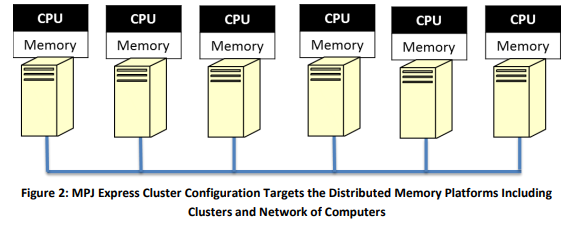 CPU CPU CPU CPU CPU CPU
Memory Memory Memory Memory Memory Memory
Figure 2: MPJ Express Cluster Configuration Targets the Distributed Memory Platforms Including
Clusters and Network of Computers